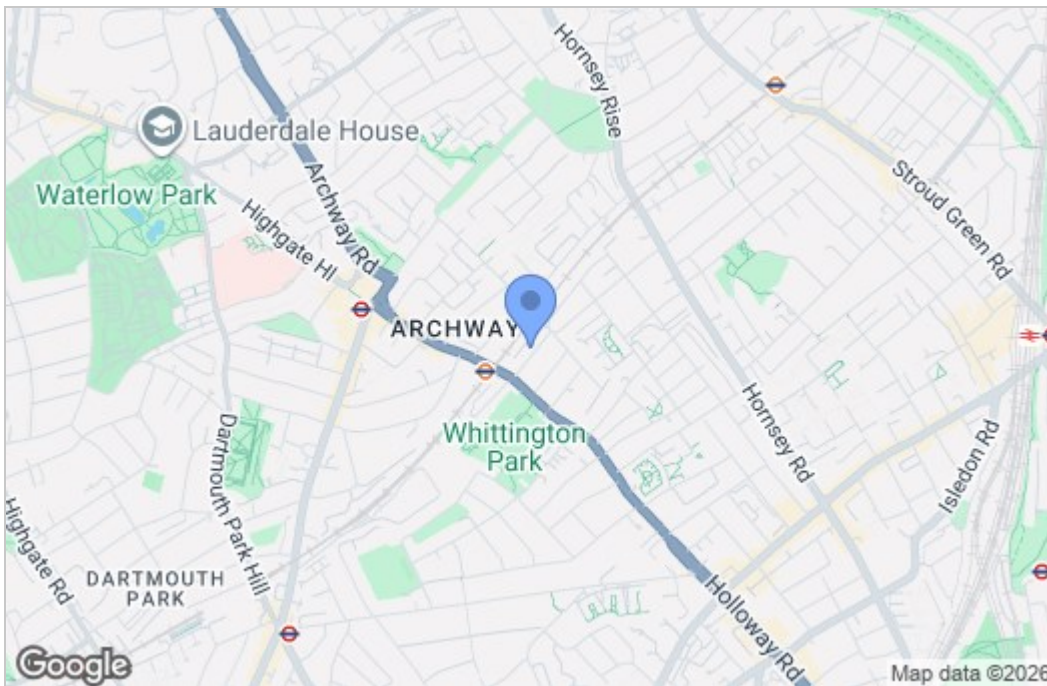 Hornsey Rise
Lauderdale House
Waterlow Park
Archway Rd
Highgate Hl
Stroud Green Rd
ARCHWAY
Whittington
Park
Hornsey Rd
Isledon Rd
Dartmouth Park Hill
Highgate Rd
DARTMOUTH
PARK
Holloway Rd
Google
Map data ©2026